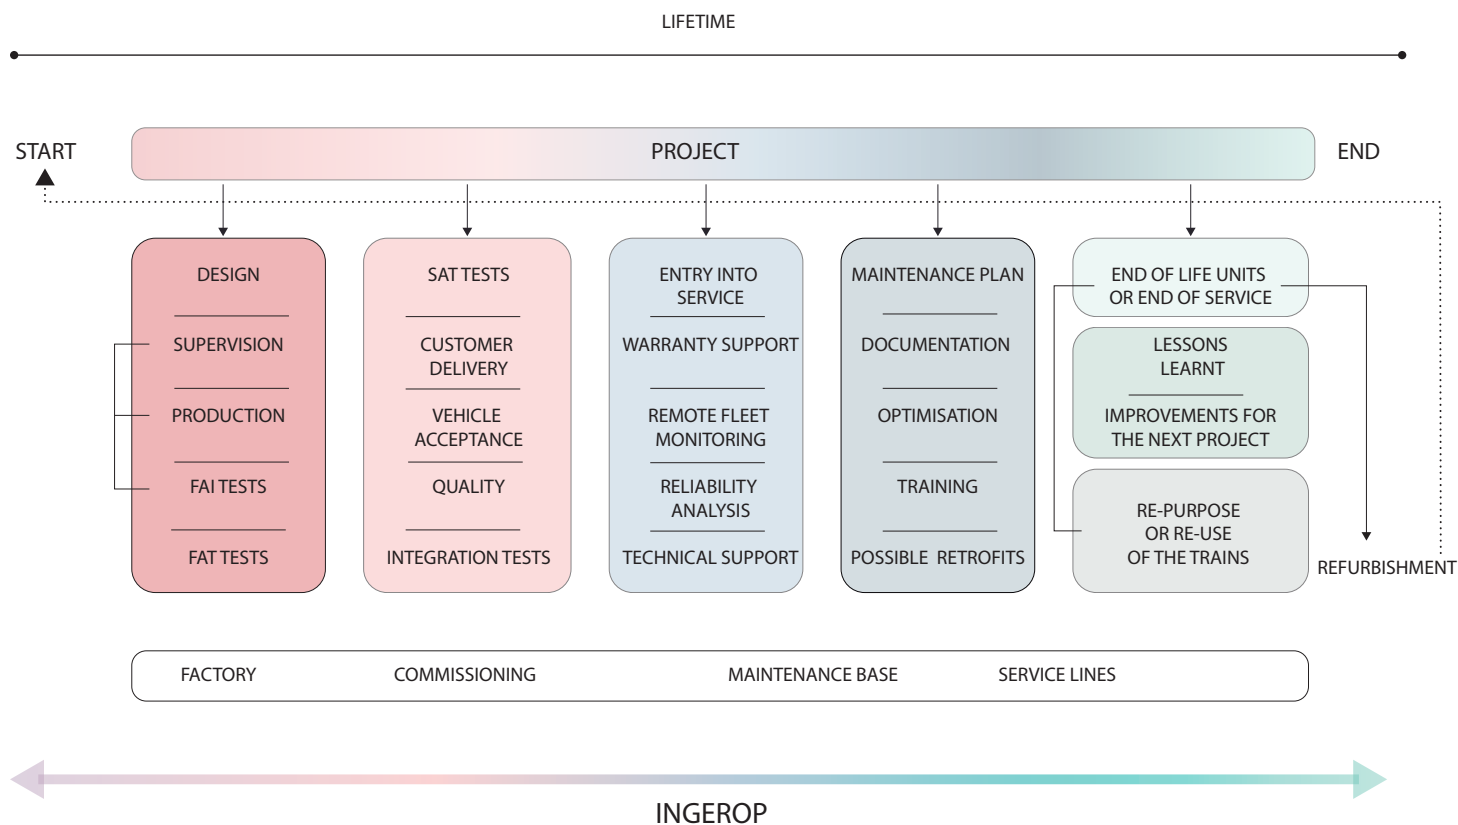 LIFETIME
START
PROJECT
END
DESIGN
SUPERVISION
PRODUCTION
FAI TESTS
FAT TESTS
SAT TESTS
CUSTOMER
DELIVERY
VEHICLE
ACCEPTANCE
QUALITY
INTEGRATION TESTS
ENTRY INTO
SERVICE
WARRANTY SUPPORT
REMOTE FLEET
MONITORING
RELIABILITY
ANALYSIS
TECHNICAL SUPPORT
MAINTENANCE PLAN
DOCUMENTATION
OPTIMISATION
TRAINING
POSSIBLE RETROFITS
END OF LIFE UNITS
OR END OF SERVICE
LESSONS
LEARNT
IMPROVEMENTS FOR
THE NEXT PROJECT
RE-PURPOSE
OR RE-USE
OF THE TRAINS
REFURBISHMENT
FACTORY
COMMISSIONING
MAINTENANCE BASE
SERVICE LINES
INGEROP